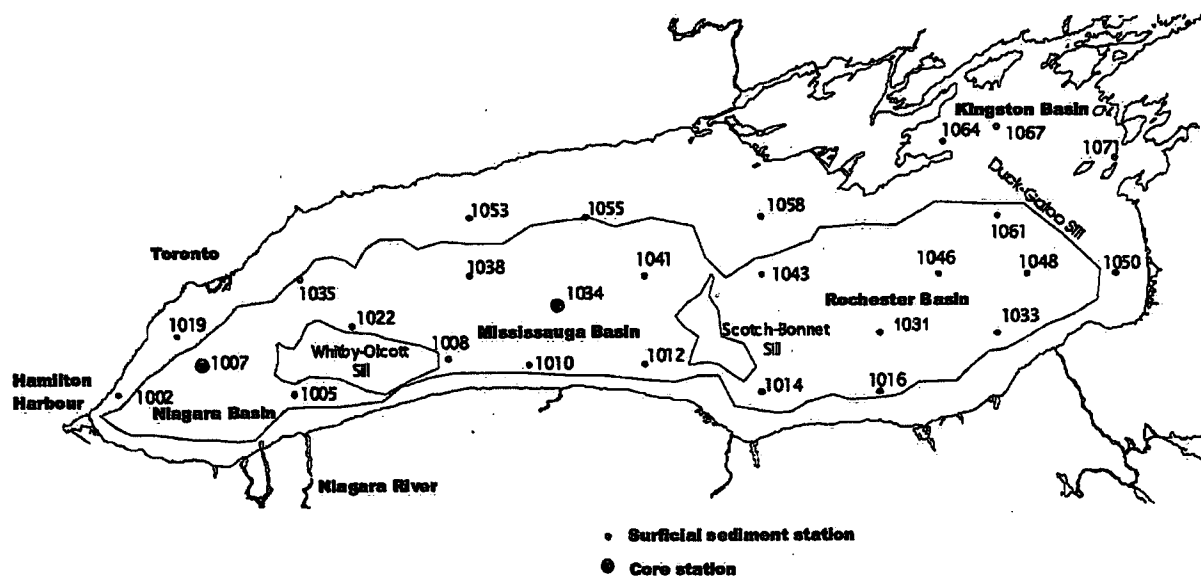 Kingston Basin
1064
1067
1071
Duck-Galoo Sill
1053
1055
1058
1061
Toronto
1038
1041
1043
1046
1048
1050
1035
1034
Rochester Basin
1019
1022
Mississauga Basin
Scotch-Bonnet
Sill
1031
1033
1007
Whitby-Olcott
Sill
1008
1010
1012
Hamilton
Harbour
1002
Niagara Basin
1005
1014
1016
Niagara River
Surficial sediment station
Core station